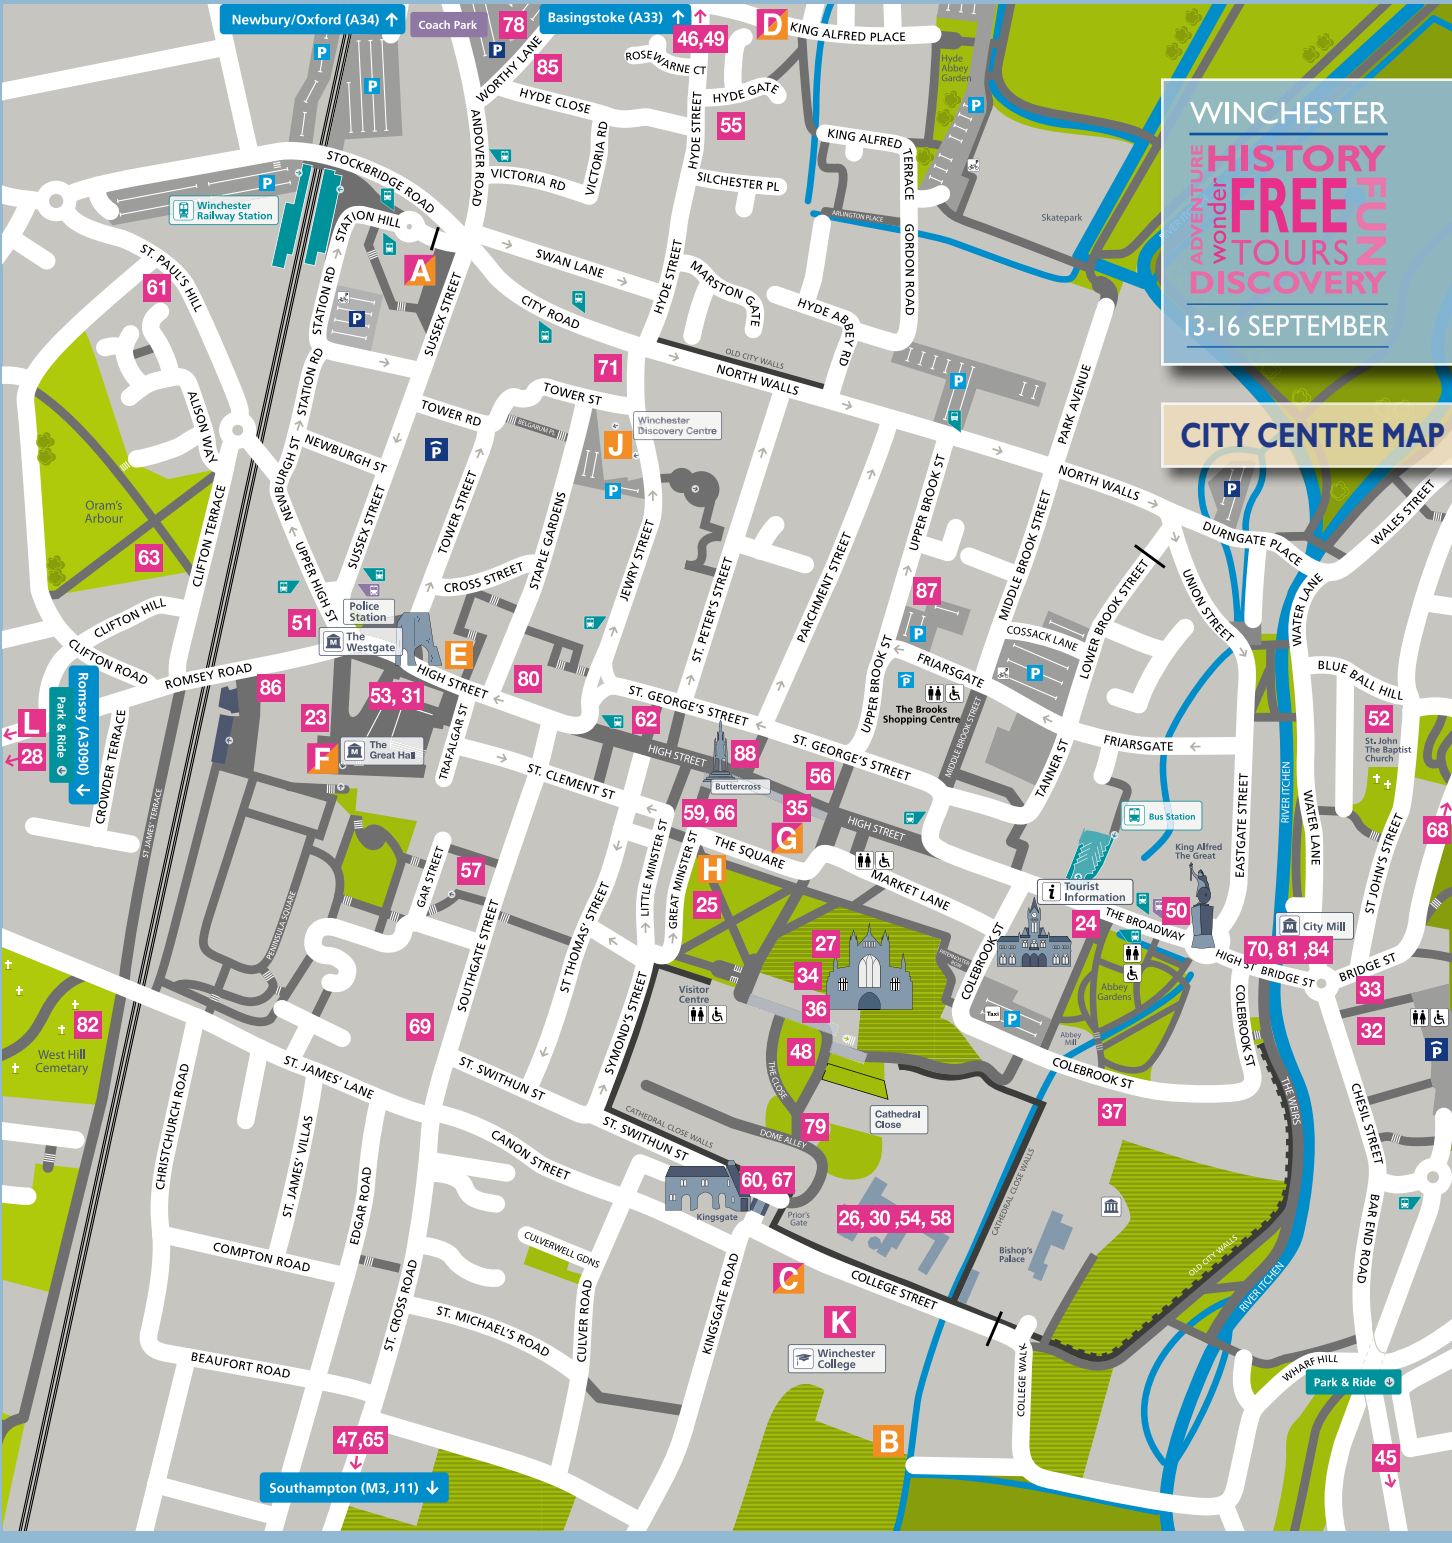 Newbury/Oxford (A34)
Coach Park
78
Basingstoke (A33)
46,49
D
KING ALFRED PLACE
P
ROSEWARNE CT
85
WORTHY LANE
HYDE CLOSE
HYDE GATE
HYDE STREET
55
Hyde
Abbey
Garden
P
P
P
KING ALFRED
TERRACE
ANDOVER ROAD
VICTORIA RD
VICTORIA RD
SILCHESTER PL
STOCKBRIDGE ROAD
P
Winchester
Railway Station
STATION HILL
ARLINGTON PLACE
Skatepark
GORDON ROAD
WINCHESTER
ADVENTURE
HISTORY
wonder
FREE
FUN
TOURS
DISCOVERY
13-16 SEPTEMBER
CITY CENTRE MAP
A
SWAN LANE
CITY ROAD
HYDE STREET
MARSTON GATE
HYDE ABBEY RD
ST. PAUL'S HILL
61
STATION RD
P
SUSSEX STREET
71
OLD CITY WALLS
NORTH WALLS
STATION RD
TOWER ST
TOWER RD
BELGARUM PL
Winchester
Discovery Centre
J
P
P
P
PARK AVENUE
ALISON WAY
NEWBURGH ST
NEWBURGH ST
SUSSEX STREET
TOWER STREET
STAPLE GARDENS
JEWRY STREET
ST. PETER'S STREET
PARCHMENT STREET
UPPER BROOK ST
MIDDLE BROOK STREET
NORTH WALLS
P
DURNGATE PLACE
WALES STREET
Oram's
Arbour
63
CLIFTON TERRACE
UPPER HIGH ST
CROSS STREET
87
P
COSSACK LANE
P
LOWER BROOK STREET
UNION STREET
WATER LANE
CLIFTON HILL
CLIFTON ROAD
51
Police
Station
The
Westgate
E
ROMSEY ROAD
HIGH STREET
80
UPPER BROOK ST
FRIARSGATE
P
The Brooks
Shopping Centre
BLUE BALL HILL
Romsey (A3090)
Park & Ride
L
28
86
23
53, 31
F
The
Great Hall
TRAFALGAR ST
62
ST. GEORGE'S STREET
HIGH STREET
88
Buttercross
ST. GEORGE'S STREET
56
MIDDLE BROOK STREET
TANNER ST
FRIARSGATE
52
St. John
The Baptist
Church
CROWDER TERRACE
ST JAMES' TERRACE
ST. CLEMENT ST
59, 66
35
G
HIGH STREET
THE SQUARE
MARKET LANE
Bus Station
King Alfred
The Great
EASTGATE STREET
RIVER ITCHEN
WATER LANE
ST JOHN'S STREET
68
GAR STREET
57
H
25
LITTLE MINSTER ST
GREAT MINSTER ST
Tourist
Information
24
THE BROADWAY
50
City Mill
70, 81 ,84
HIGH ST
BRIDGE ST
BRIDGE ST
PENINSULA SQUARE
SOUTHGATE STREET
ST THOMAS' STREET
27
34
36
PATERNOSTER ROW
COLEBROOK ST
Taxi
P
Abbey
Gardens
Abbey
Mill
33
32
P
COLEBROOK ST
82
West Hill
Cemetary
69
SYMOND'S STREET
Visitor
Centre
48
THE CLOSE
COLEBROOK ST
THE WEIRS
CHESIL STREET
ST. JAMES' LANE
ST. SWITHUN ST
CATHEDRAL CLOSE WALLS
ST. SWITHUN ST
DOME ALLEY
79
Cathedral
Close
37
CHRISTCHURCH ROAD
ST. JAMES' VILLAS
EDGAR ROAD
CANON STREET
60, 67
Kingsgate
Prior's
Gate
26, 30 ,54, 58
CATHEDRAL CLOSE WALLS
Bishop's
Palace
OLD CITY WALLS
RIVER ITCHEN
BAR END ROAD
COMPTON ROAD
CULVERWELL GDNS
C
COLLEGE STREET
K
Winchester
College
ST. CROSS ROAD
ST. MICHAEL'S ROAD
CULVER ROAD
KINGSGATE ROAD
BEAUFORT ROAD
COLLEGE WALK
WHARF HILL
Park & Ride
47,65
B
45
Southampton (M3, J11)